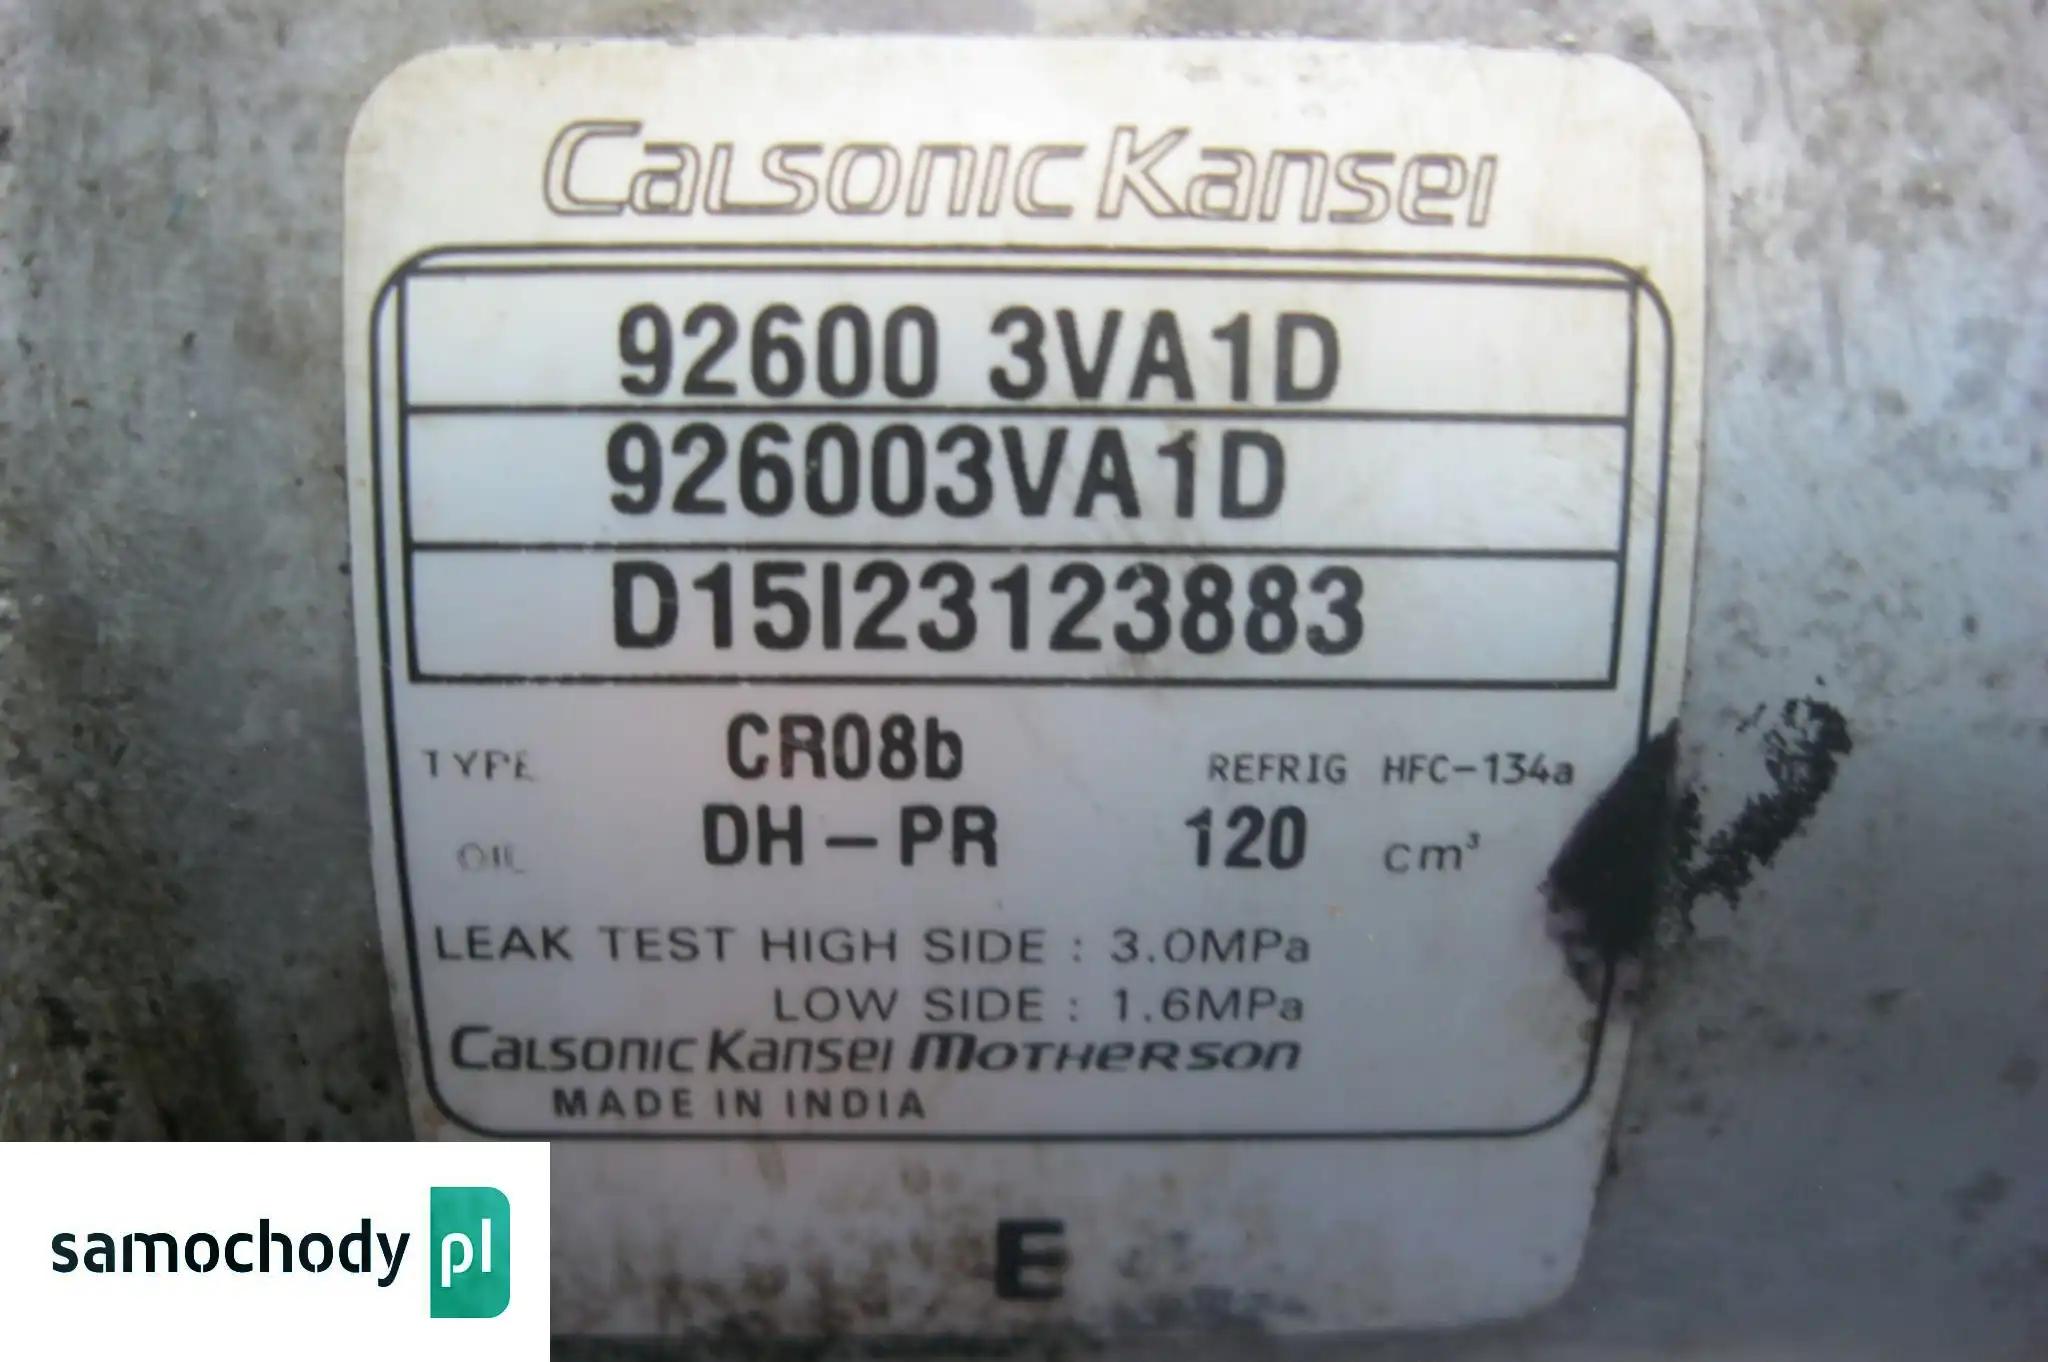 Calsonic Kansei
92600 3VA1D
926003VA1D
D15I23123883
TYPE CR08b REFRIG HFC-134a
OIL DH-PR 120 cm³
LEAK TEST HIGH SIDE : 3.0MPa
LOW SIDE : 1.6MPa
Calsonic Kansei Motherson
MADE IN INDIA
E
samochody pl